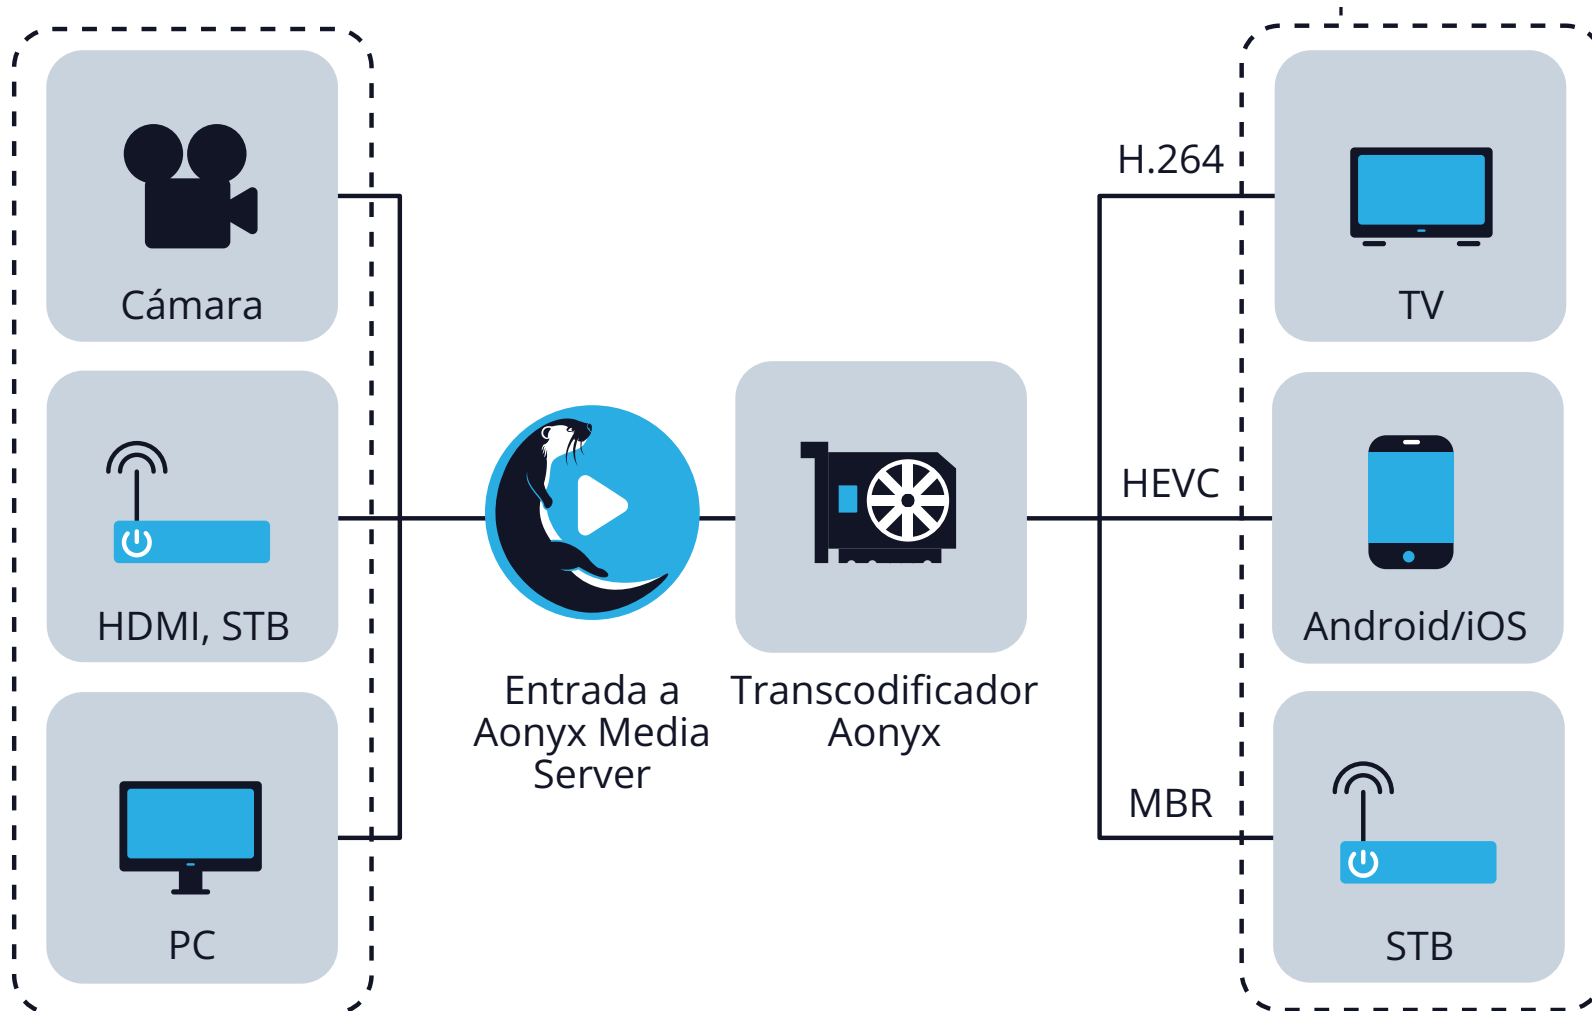 Cámara
HDMI, STB
PC
Entrada a
Aonyx Media
Server
Transcodificador
Aonyx
H.264
HEVC
MBR
TV
Android/iOS
STB